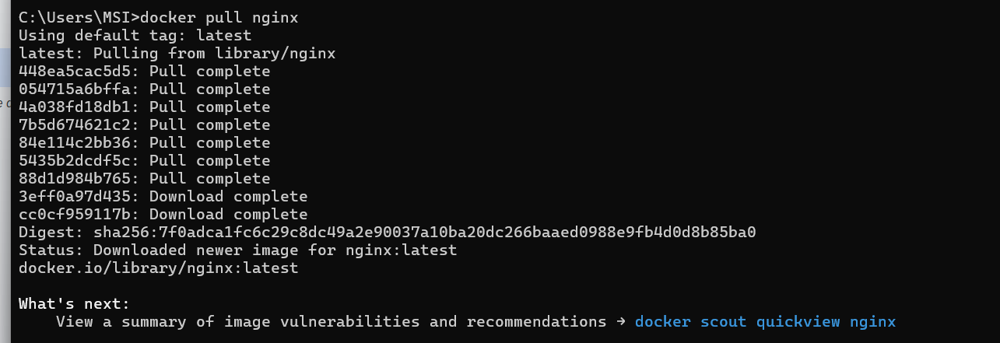 C:\Users\MSI>docker pull nginx
Using default tag: latest
latest: Pulling from library/nginx
448ea5cac5d5: Pull complete
054715a6bffa: Pull complete
4a038fd18db1: Pull complete
7b5d674621c2: Pull complete
84e114c2bb36: Pull complete
5435b2dcdf5c: Pull complete
88d1d984b765: Pull complete
3eff0a97d435: Download complete
cc0cf959117b: Download complete
Digest: sha256:7f0adca1fc6c29c8dc49a2e90037a10ba20dc266baaed0988e9fb4d0d8b85ba0
Status: Downloaded newer image for nginx:latest
docker.io/library/nginx:latest
What's next:
View a summary of image vulnerabilities and recommendations → docker scout quickview nginx